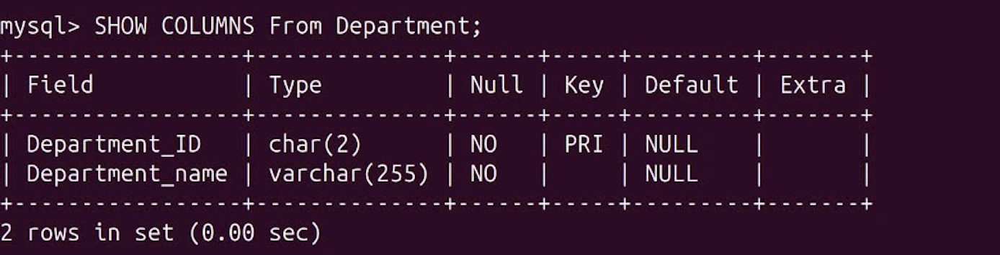 mysql> SHOW COLUMNS From Department;
+-----------------+--------------+------+-----+---------+-------+
| Field           | Type         | Null | Key | Default | Extra |
+-----------------+--------------+------+-----+---------+-------+
| Department_ID   | char(2)      | NO   | PRI | NULL    |       |
| Department_name | varchar(255) | NO   |     | NULL    |       |
+-----------------+--------------+------+-----+---------+-------+
2 rows in set (0.00 sec)